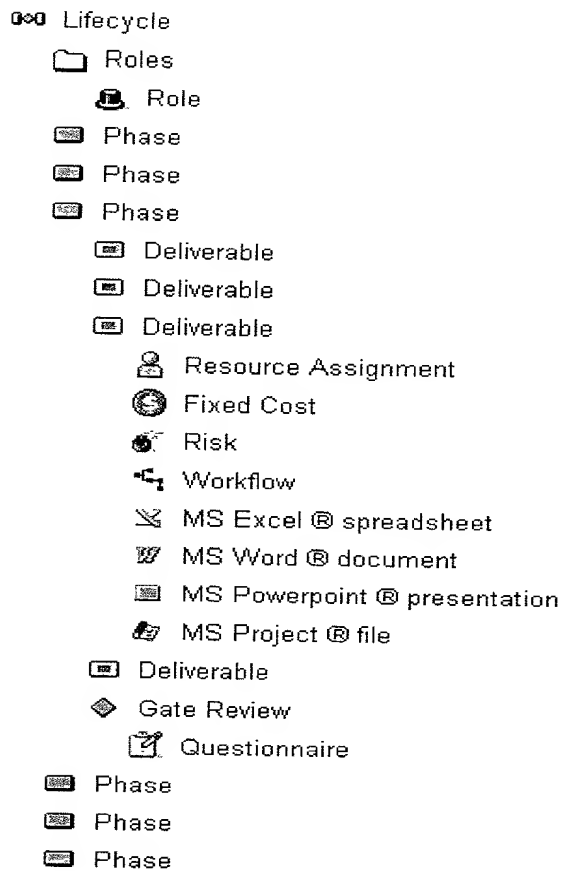 Lifecycle
Roles
Role
Phase
Phase
Phase
Deliverable
Deliverable
Deliverable
Resource Assignment
Fixed Cost
Risk
Workflow
MS Excel ® spreadsheet
MS Word ® document
MS Powerpoint ® presentation
MS Project ® file
Deliverable
Gate Review
Questionnaire
Phase
Phase
Phase